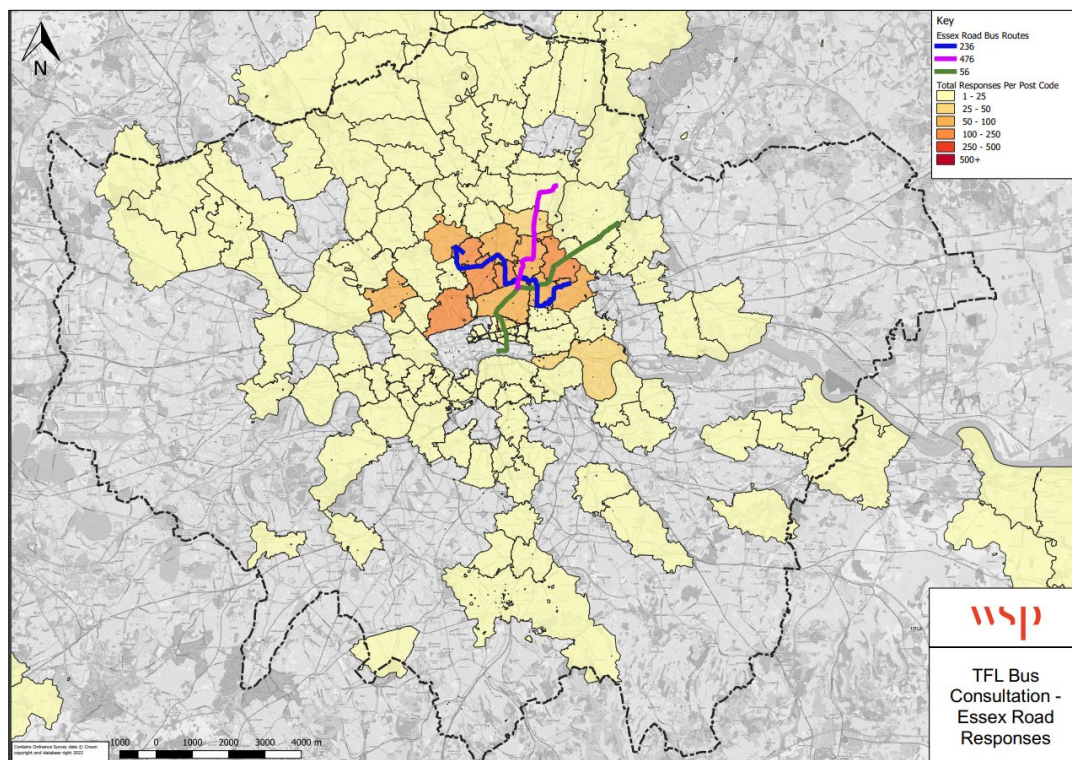 N
Key
Essex Road Bus Routes
236
476
56
Total Responses Per Post Code
1 - 25
25 - 50
50 - 100
100 - 250
250 - 500
500+
wsp
TFL Bus
Consultation -
Essex Road
Responses
Contains Ordnance Survey data © Crown
copyright and database right 2022
1000 0 1000 2000 3000 4000 m